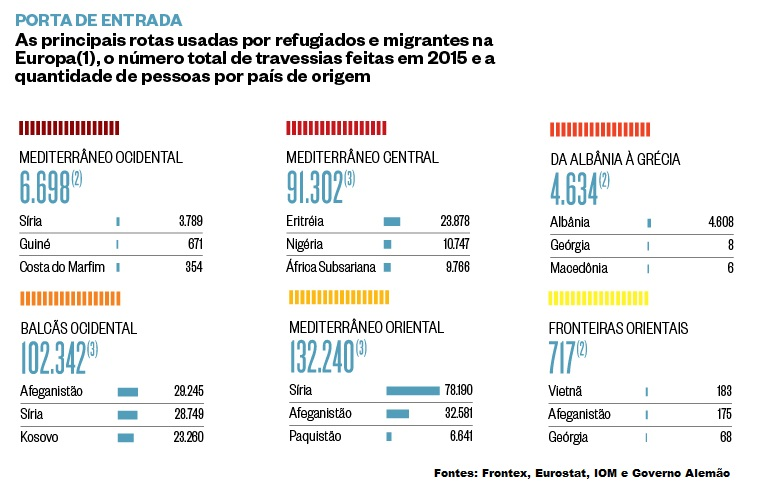 PORTA DE ENTRADA
As principais rotas usadas por refugiados e migrantes na
Europa(1), o número total de travessias feitas em 2015 e a
quantidade de pessoas por país de origem
MEDITERRÂNEO OCIDENTAL
6.698(2)
Síria 3.789
Guiné 671
Costa do Marfim 354
MEDITERRÂNEO CENTRAL
91.302(3)
Eritréia 23.878
Nigéria 10.747
África Subsariana 9.766
DA ALBÂNIA À GRÉCIA
4.634(2)
Albânia 4.608
Geórgia 8
Macedônia 6
BALCÃS OCIDENTAL
102.342(3)
Afeganistão 29.245
Síria 28.749
Kosovo 23.260
MEDITERRÂNEO ORIENTAL
132.240(3)
Síria 78.190
Afeganistão 32.581
Paquistão 6.641
FRONTEIRAS ORIENTAIS
717(2)
Vietnã 183
Afeganistão 175
Geórgia 68
Fontes: Frontex, Eurostat, IOM e Governo Alemão